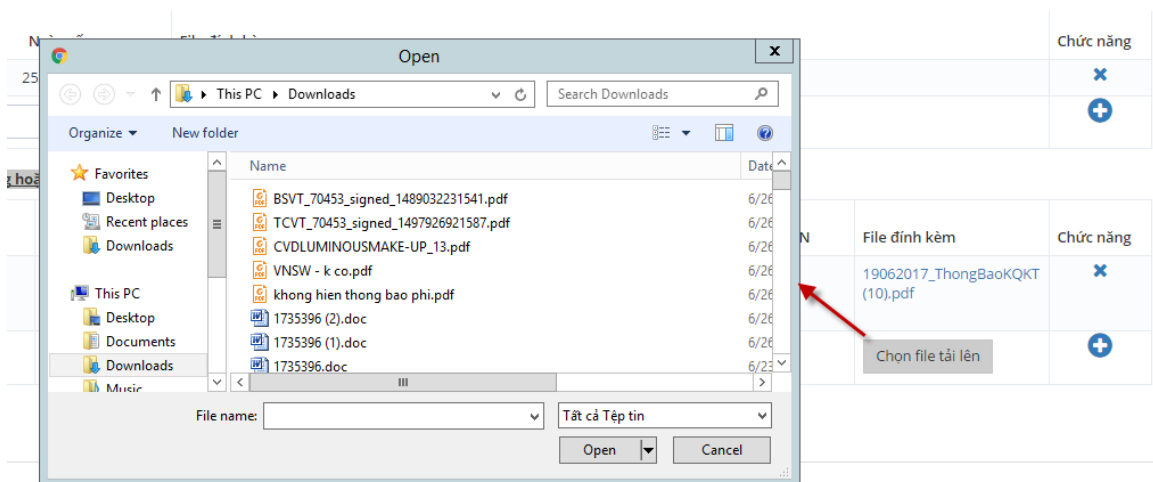 Chức năng
Open
x
25
This PC ▸ Downloads
Search Downloads
Organize
New folder
Favorites
Desktop
Recent places
Downloads
This PC
Desktop
Documents
Downloads
Music
Name
Date
BSVT_70453_signed_1489032231541.pdf
6/26
TCVT_70453_signed_1497926921587.pdf
6/26
CVDLUMINOUSMAKE-UP_13.pdf
6/26
VNSW - k co.pdf
6/26
khong hien thong bao phi.pdf
6/26
1735396 (2).doc
6/26
1735396 (1).doc
6/26
1735396.doc
6/23
File name:
Tất cả Tệp tin
Open
Cancel
N
File đính kèm
Chức năng
19062017_ThongBaoKQKT
(10).pdf
Chọn file tải lên